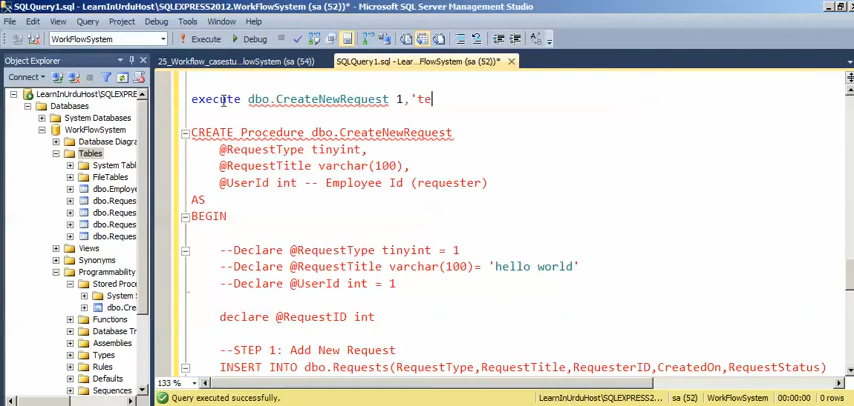 SQLQuery1.sql - LearnInUrduHost\SQLEXPRESS2012.WorkFlowSystem (sa (52))* - Microsoft SQL Server Management Studio
File Edit View Query Project Debug Tools Window Help
WorkFlowSystem Execute Debug
Object Explorer
25_Workflow_casestu...lowSystem (sa (54))
SQLQuery1.sql - Lea...FlowSystem (sa (52))*
Connect
LearnInUrduHost\SQLEXPRESS2012
Databases
System Databases
WorkFlowSystem
Database Diagra
Tables
System Tabl
FileTables
dbo.Employe
dbo.Reques
dbo.Reques
dbo.Reques
Views
Synonyms
Programmability
Stored Proce
System S
dbo.Cre
Functions
Database Tr
Assemblies
Types
Rules
Defaults
Sequences
execute dbo.CreateNewRequest 1,'te
CREATE Procedure dbo.CreateNewRequest
@RequestType tinyint,
@RequestTitle varchar(100),
@UserId int -- Employee Id (requester)
AS
BEGIN
--Declare @RequestType tinyint = 1
--Declare @RequestTitle varchar(100)= 'hello world'
--Declare @UserId int = 1
declare @RequestID int
--STEP 1: Add New Request
INSERT INTO dbo.Requests(RequestType,RequestTitle,RequesterID,CreatedOn,RequestStatus)
133 %
Query executed successfully.
LearnInUrduHost\SQLEXPRESS2... sa (52) WorkFlowSystem 00:00:00 0 rows